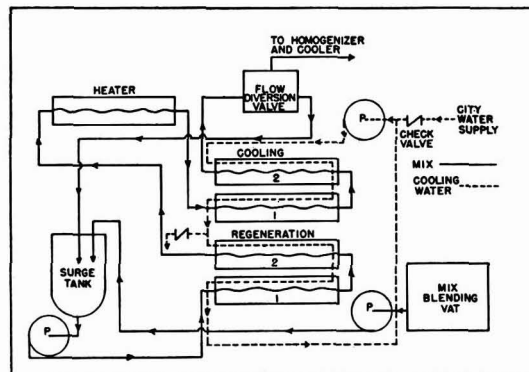 TO HOMOGENIZER
AND COOLER
HEATER
FLOW
DIVERSION
VALVE
P
CITY
WATER
SUPPLY
CHECK
VALVE
COOLING
MIX
COOLING
WATER
2
1
REGENERATION
2
1
SURGE
TANK
P
P
MIX
BLENDING
VAT